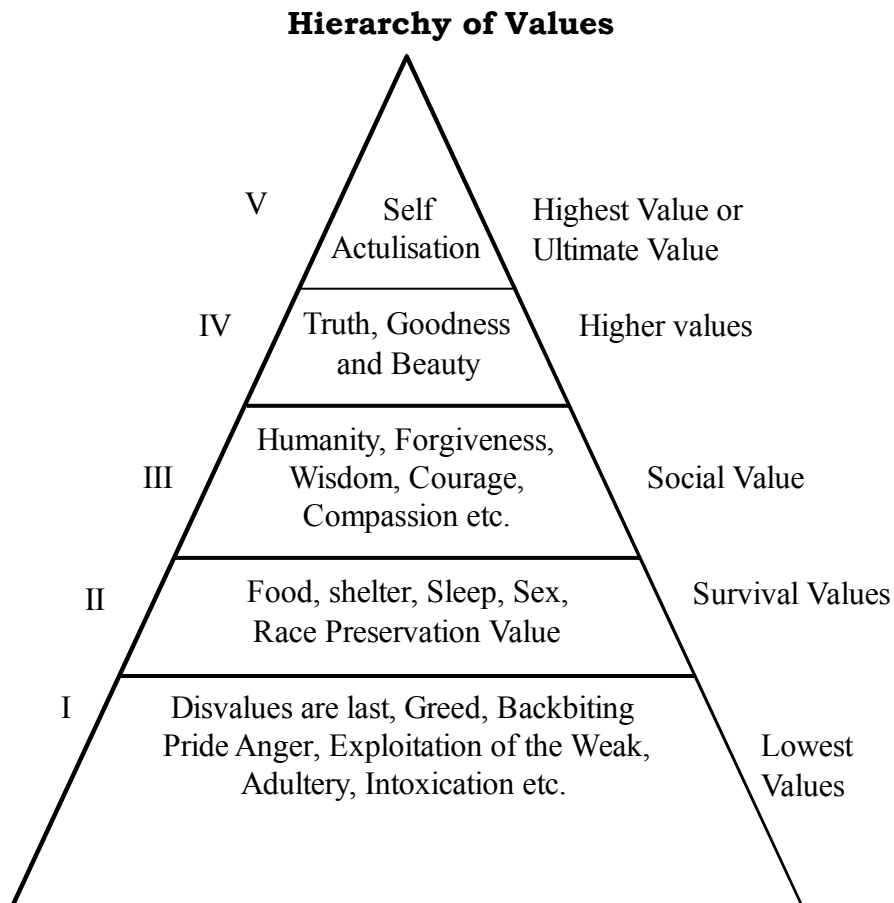 Hierarchy of Values
V
Self
Actulisation
Highest Value or
Ultimate Value
IV
Truth, Goodness
and Beauty
Higher values
III
Humanity, Forgiveness,
Wisdom, Courage,
Compassion etc.
Social Value
II
Food, shelter, Sleep, Sex,
Race Preservation Value
Survival Values
I
Disvalues are last, Greed, Backbiting
Pride Anger, Exploitation of the Weak,
Adultery, Intoxication etc.
Lowest
Values